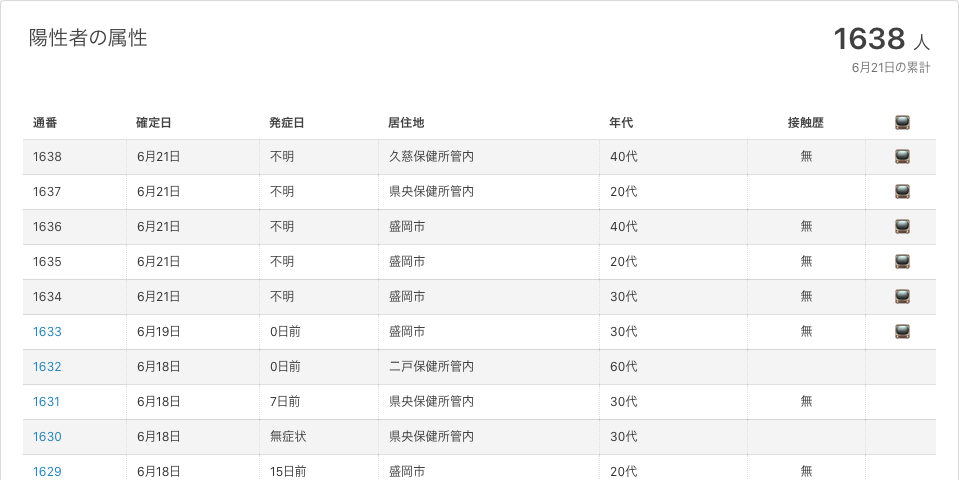 陽性者の属性
1638 人
6月21日の累計
通番 確定日 発症日 居住地 年代 接触歴
1638 6月21日 不明 久慈保健所管内 40代 無
1637 6月21日 不明 県央保健所管内 20代
1636 6月21日 不明 盛岡市 40代 無
1635 6月21日 不明 盛岡市 20代 無
1634 6月21日 不明 盛岡市 30代 無
1633 6月19日 0日前 盛岡市 30代 無
1632 6月18日 0日前 二戸保健所管内 60代
1631 6月18日 7日前 県央保健所管内 30代 無
1630 6月18日 無症状 県央保健所管内 30代
1629 6月18日 15日前 盛岡市 20代 無